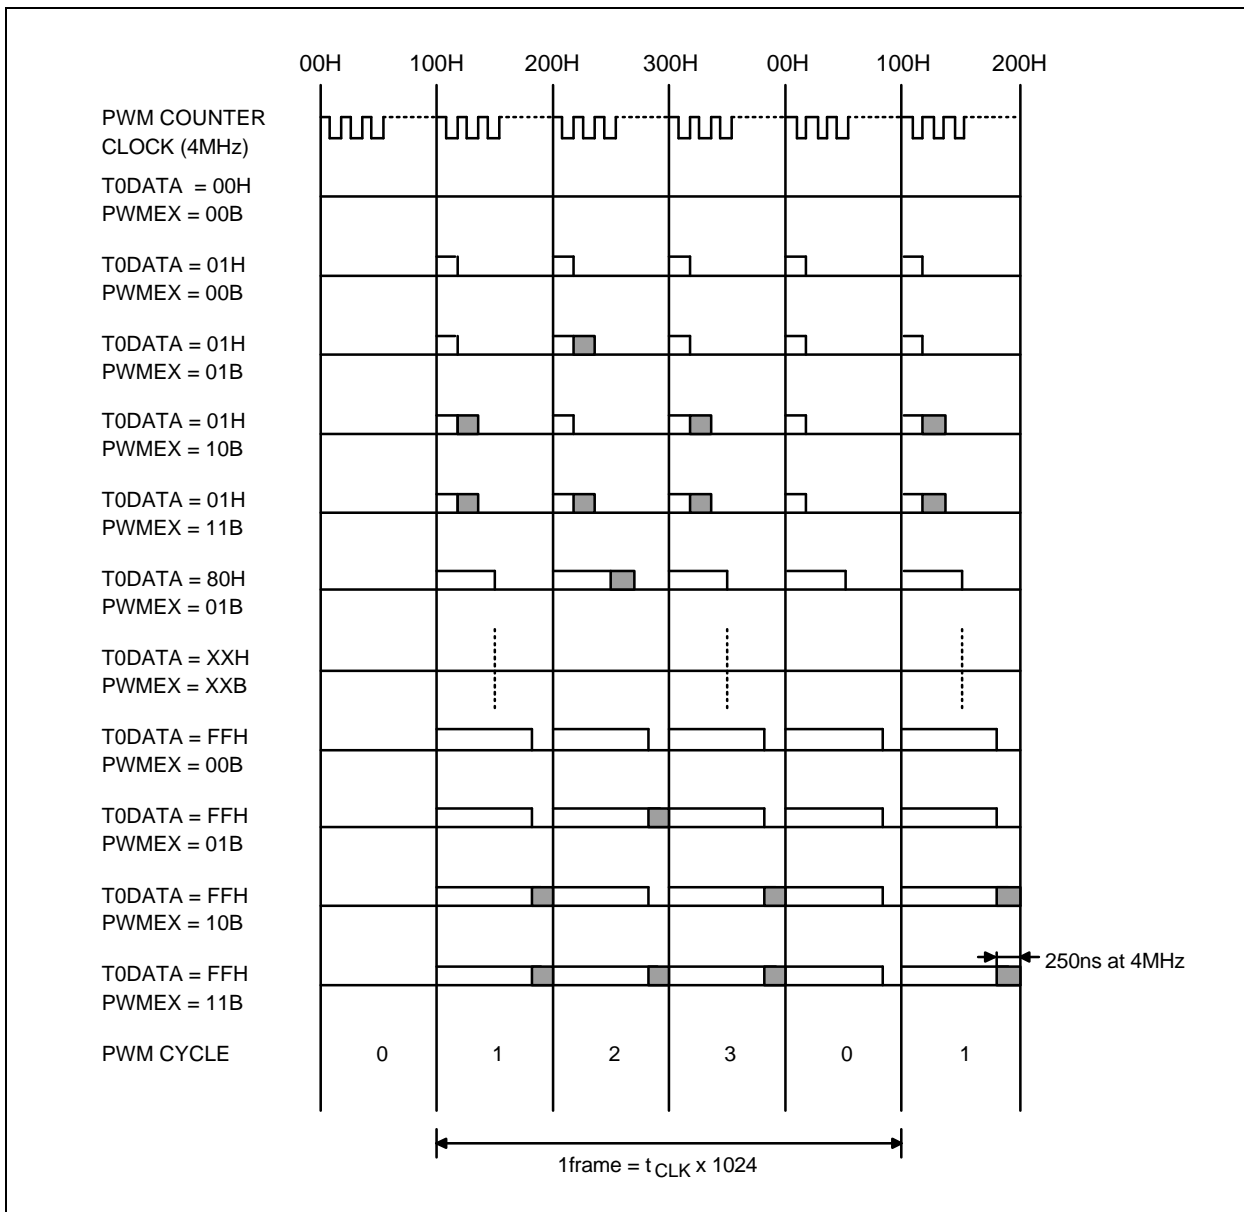 00H 100H 200H 300H 00H 100H 200H
PWM COUNTER
CLOCK (4MHz)
T0DATA = 00H
PWMEX = 00B
T0DATA = 01H
PWMEX = 00B
T0DATA = 01H
PWMEX = 01B
T0DATA = 01H
PWMEX = 10B
T0DATA = 01H
PWMEX = 11B
T0DATA = 80H
PWMEX = 01B
T0DATA = XXH
PWMEX = XXB
T0DATA = FFH
PWMEX = 00B
T0DATA = FFH
PWMEX = 01B
T0DATA = FFH
PWMEX = 10B
250ns at 4MHz
T0DATA = FFH
PWMEX = 11B
PWM CYCLE 0 1 2 3 0 1
1frame = tCLK x 1024